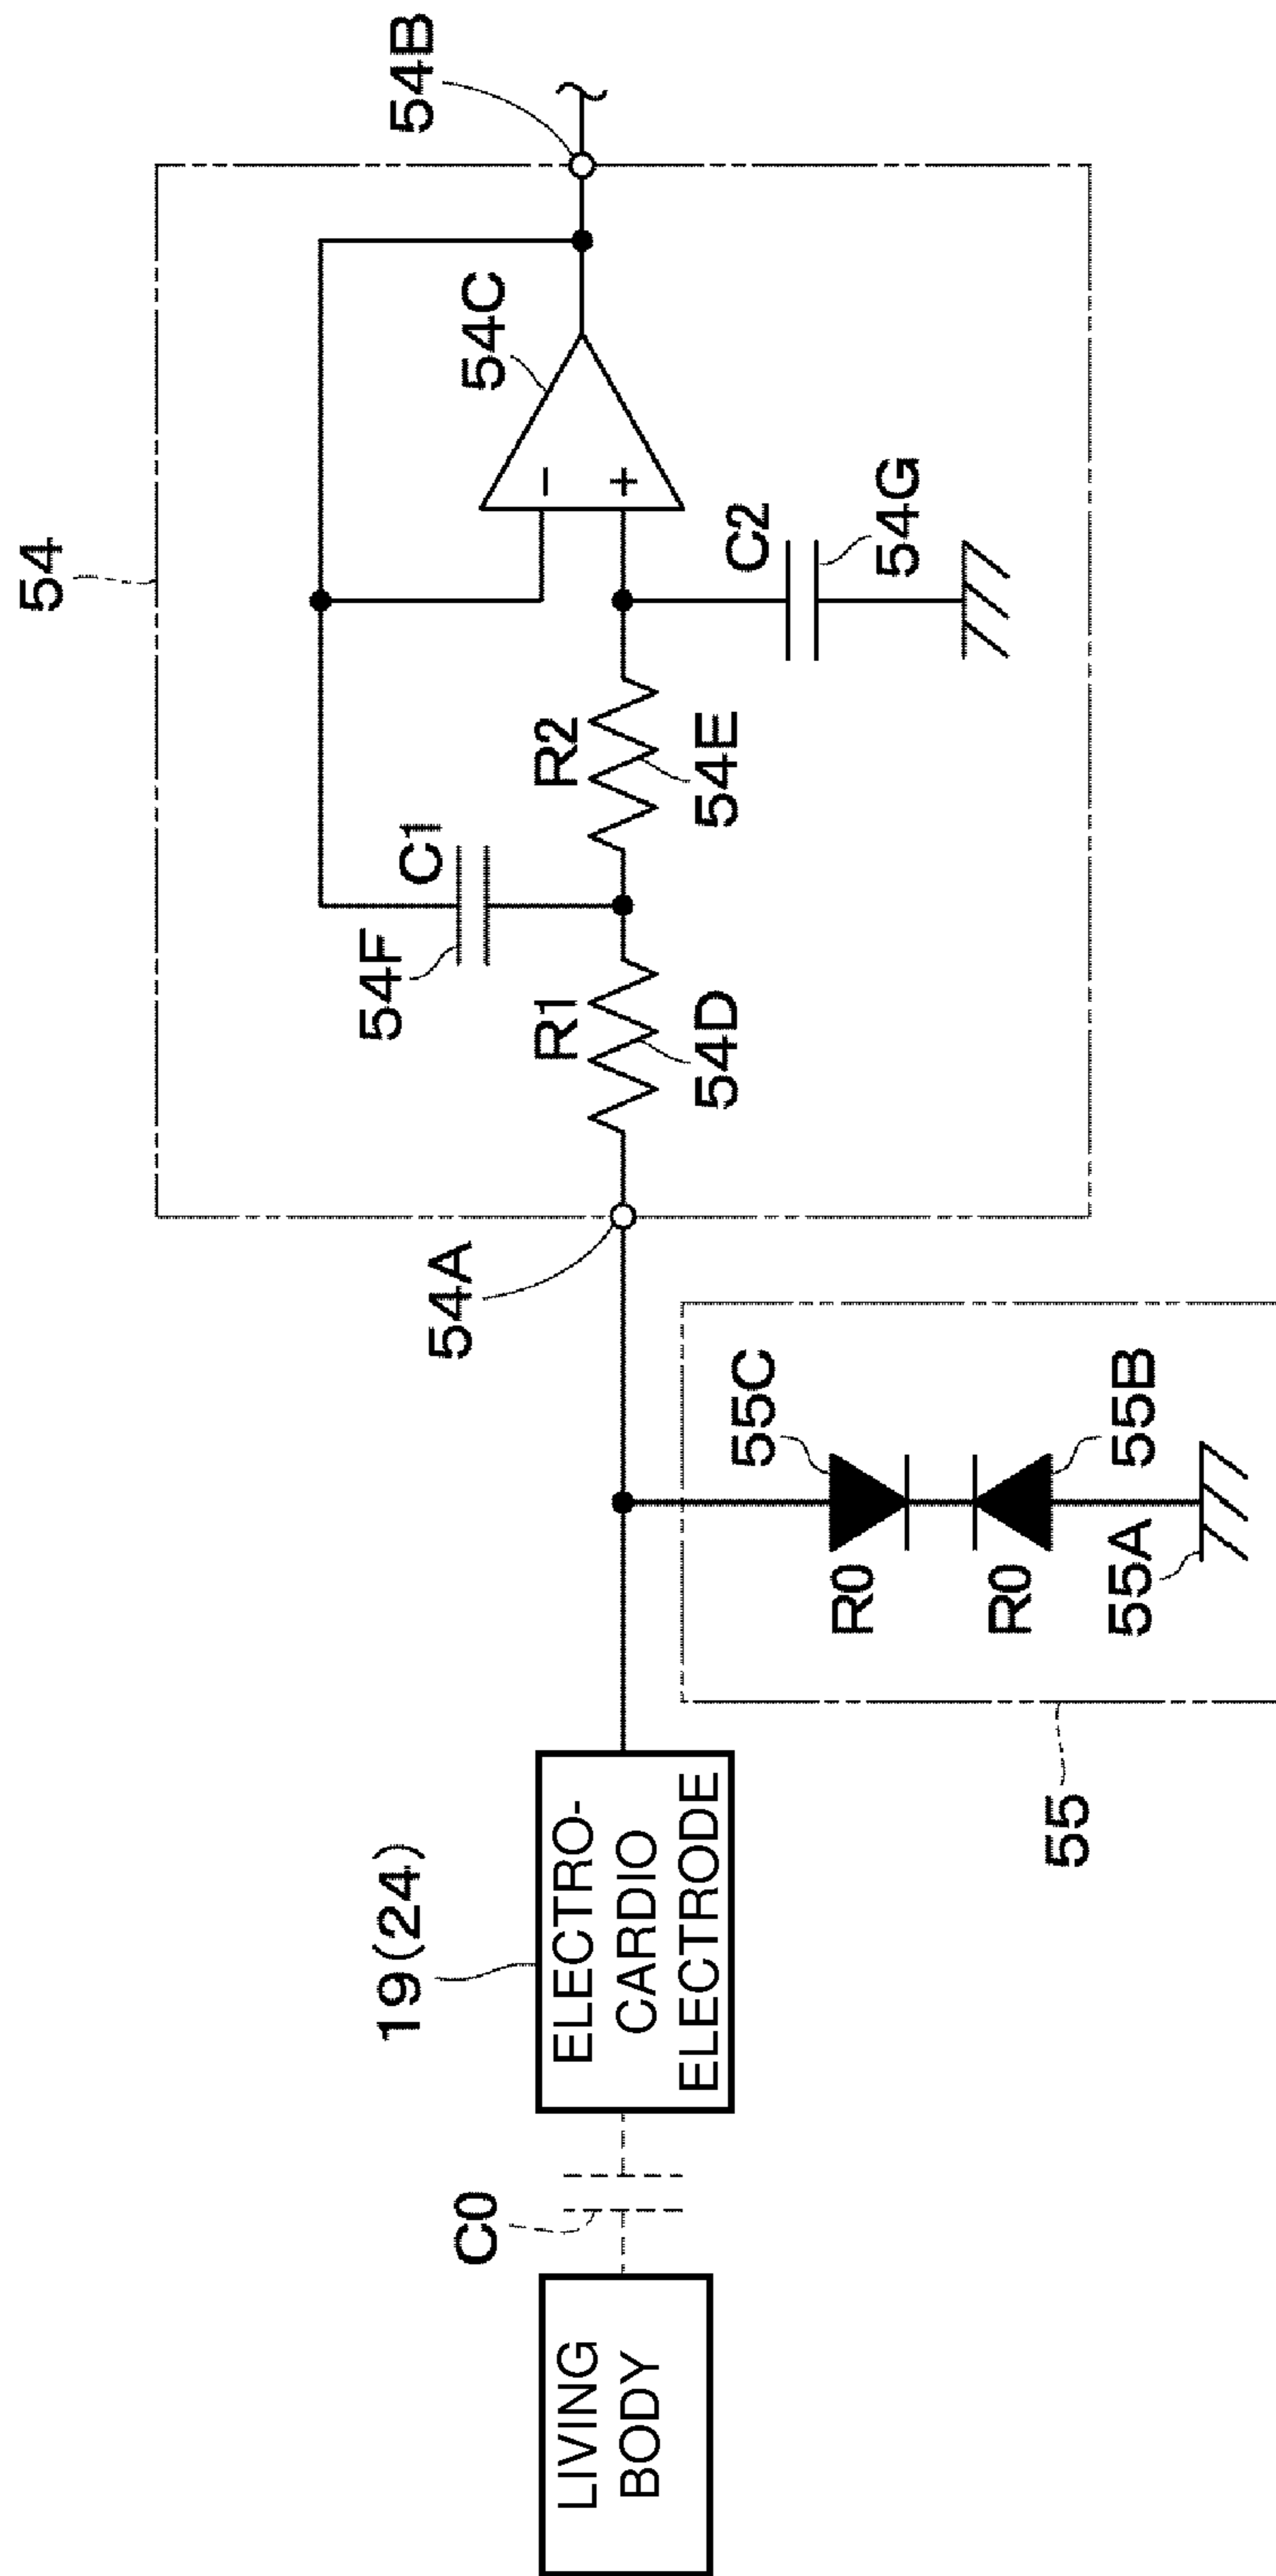 54
54B
54C
−
+
C1
54F
R1
R2
54D
54E
C2
54G
54A
55C
55B
R0
R0
55A
55
19(24)
ELECTRO-
CARDIO
ELECTRODE
C0
LIVING
BODY